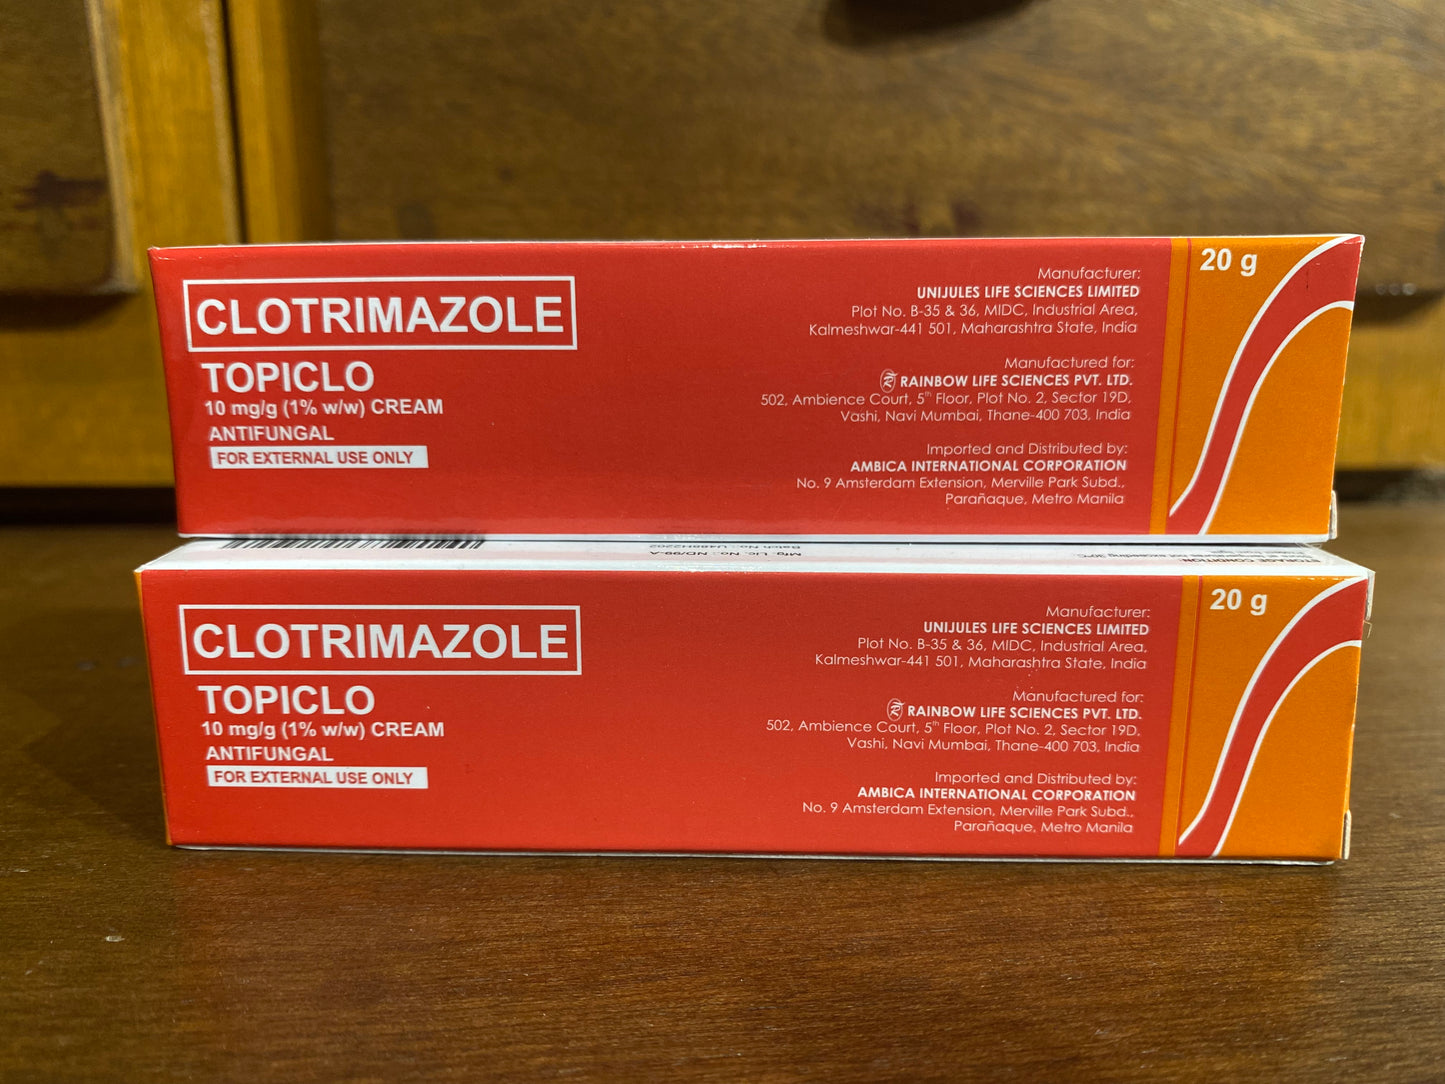 CLOTRIMAZOLE
TOPICLO
10 mg/g (1% w/w) CREAM
ANTIFUNGAL
FOR EXTERNAL USE ONLY
Manufacturer:
UNIJULES LIFE SCIENCES LIMITED
Plot No. B-35 & 36, MIDC, Industrial Area,
Kalmeshwar-441 501, Maharashtra State, India
Manufactured for:
RAINBOW LIFE SCIENCES PVT. LTD.
502, Ambience Court, 5th Floor, Plot No. 2, Sector 19D,
Vashi, Navi Mumbai, Thane-400 703, India
Imported and Distributed by:
AMBICA INTERNATIONAL CORPORATION
No. 9 Amsterdam Extension, Merville Park Subd.,
Parañaque, Metro Manila
20 g
Mfg. Lic. No.: ND/99-A
STORAGE CONDITION:
CLOTRIMAZOLE
TOPICLO
10 mg/g (1% w/w) CREAM
ANTIFUNGAL
FOR EXTERNAL USE ONLY
Manufacturer:
UNIJULES LIFE SCIENCES LIMITED
Plot No. B-35 & 36, MIDC, Industrial Area,
Kalmeshwar-441 501, Maharashtra State, India
Manufactured for:
RAINBOW LIFE SCIENCES PVT. LTD.
502, Ambience Court, 5th Floor, Plot No. 2, Sector 19D,
Vashi, Navi Mumbai, Thane-400 703, India
Imported and Distributed by:
AMBICA INTERNATIONAL CORPORATION
No. 9 Amsterdam Extension, Merville Park Subd.,
Parañaque, Metro Manila
20 g